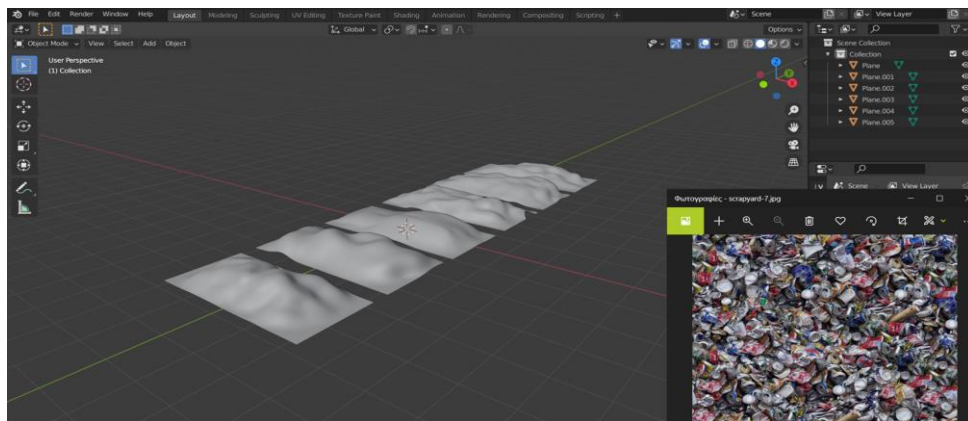 File Edit Render Window Help Layout Modeling Sculpting UV Editing Texture Paint Shading Animation Rendering Compositing Scripting + Scene View Layer
Global Options
Object Mode View Select Add Object
User Perspective
(1) Collection
Scene Collection
Collection
Plane
Plane.001
Plane.002
Plane.003
Plane.004
Plane.005
Scene View Layer
Φωτογραφίες - scrapyard-7.jpg